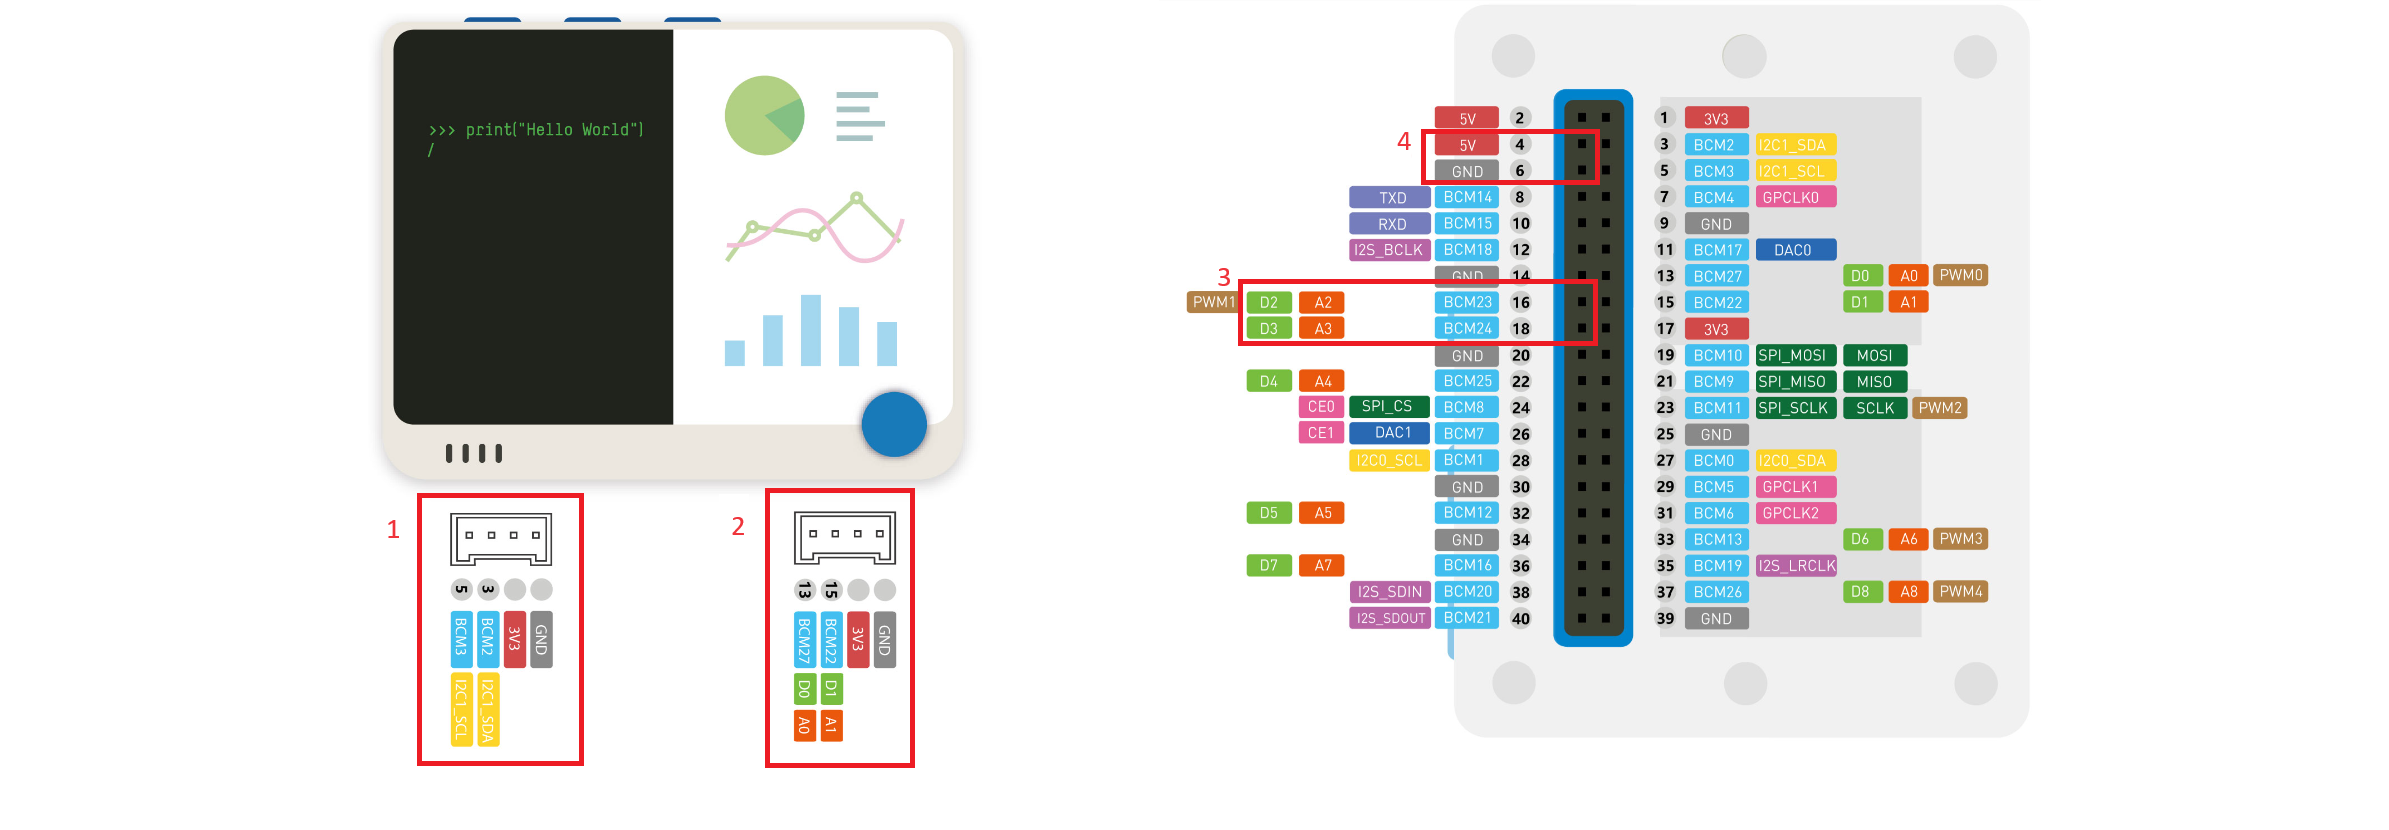 >>> print("Hello World")
/
1
5 3
BCM3 BCM2 3V3 GND
I2C1_SCL I2C1_SDA
2
13 15
BCM27 BCM22 3V3 GND
D0 D1
A0 A1
5V 2 1 3V3
4 5V 4 3 BCM2 I2C1_SDA
GND 6 5 BCM3 I2C1_SCL
TXD BCM14 8 7 BCM4 GPCLK0
RXD BCM15 10 9 GND
I2S_BCLK BCM18 12 11 BCM17 DAC0
3 GND 14 13 BCM27 D0 A0 PWM0
PWM1 D2 A2 BCM23 16 15 BCM22 D1 A1
D3 A3 BCM24 18 17 3V3
GND 20 19 BCM10 SPI_MOSI MOSI
D4 A4 BCM25 22 21 BCM9 SPI_MISO MISO
CE0 SPI_CS BCM8 24 23 BCM11 SPI_SCLK SCLK PWM2
CE1 DAC1 BCM7 26 25 GND
I2C0_SCL BCM1 28 27 BCM0 I2C0_SDA
GND 30 29 BCM5 GPCLK1
D5 A5 BCM12 32 31 BCM6 GPCLK2
GND 34 33 BCM13 D6 A6 PWM3
D7 A7 BCM16 36 35 BCM19 I2S_LRCLK
I2S_SDIN BCM20 38 37 BCM26 D8 A8 PWM4
I2S_SDOUT BCM21 40 39 GND